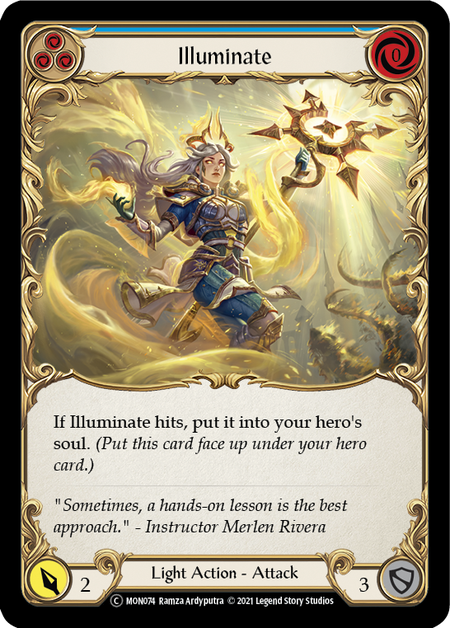 Illuminate
0
If Illuminate hits, put it into your hero's
soul. (Put this card face up under your hero
card.)
"Sometimes, a hands-on lesson is the best
approach." - Instructor Merlen Rivera
2
Light Action - Attack
3
C MON074 Ramza Ardyputra © 2021 Legend Story Studios